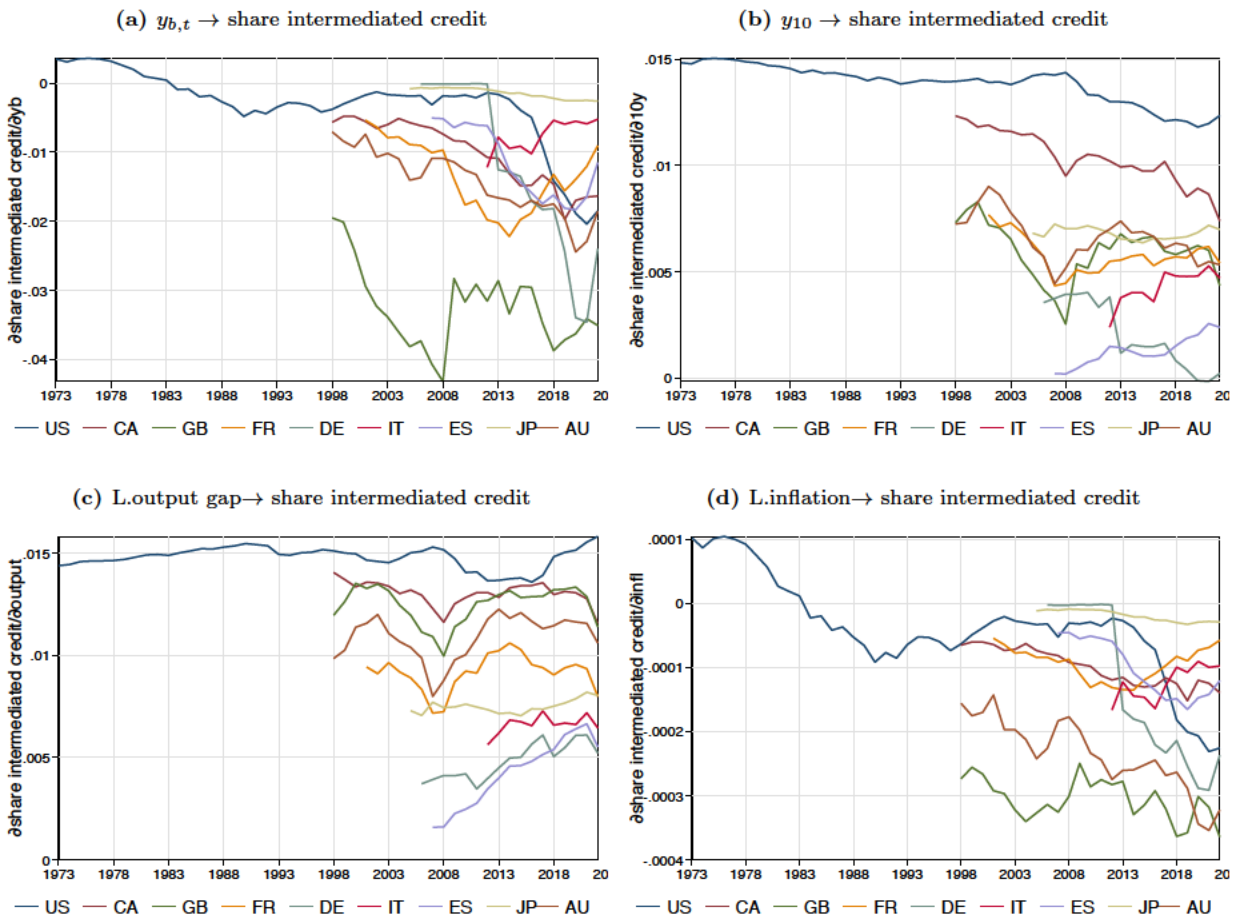 (a) y_{b,t} → share intermediated credit
∂share intermediated credit/∂yb
0
-.01
-.02
-.03
-.04
1973 1978 1983 1988 1993 1998 2003 2008 2013 2018 20
US CA GB FR DE IT ES JP AU
(b) y_{10} → share intermediated credit
∂share intermediated credit/∂10y
.015
.01
.005
0
1973 1978 1983 1988 1993 1998 2003 2008 2013 2018 20
US CA GB FR DE IT ES JP AU
(c) L.output gap→ share intermediated credit
∂share intermediated credit/∂output
.015
.01
.005
0
1973 1978 1983 1988 1993 1998 2003 2008 2013 2018 20
US CA GB FR DE IT ES JP AU
(d) L.inflation→ share intermediated credit
∂share intermediated credit/∂infl
.0001
0
-.0001
-.0002
-.0003
-.0004
1973 1978 1983 1988 1993 1998 2003 2008 2013 2018 20
US CA GB FR DE IT ES JP AU